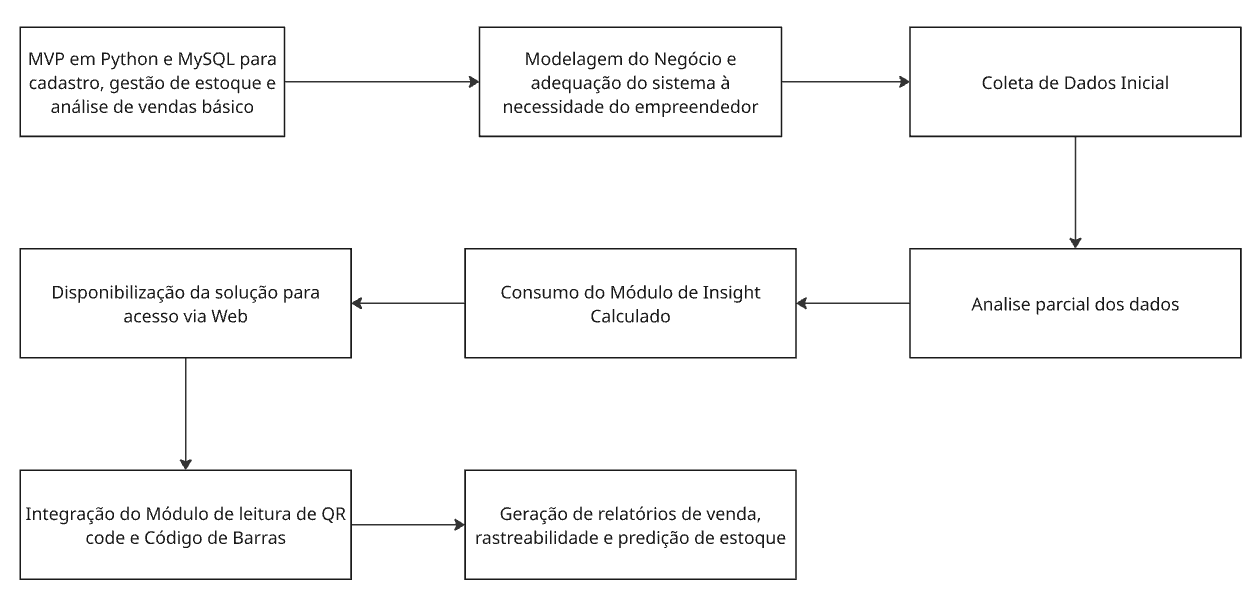 MVP em Python e MySQL para
cadastro, gestão de estoque e
análise de vendas básico
Modelagem do Negócio e
adequação do sistema à
necessidade do empreendedor
Coleta de Dados Inicial
Analise parcial dos dados
Consumo do Módulo de Insight
Calculado
Disponibilização da solução para
acesso via Web
Integração do Módulo de leitura de QR
code e Código de Barras
Geração de relatórios de venda,
rastreabilidade e predição de estoque